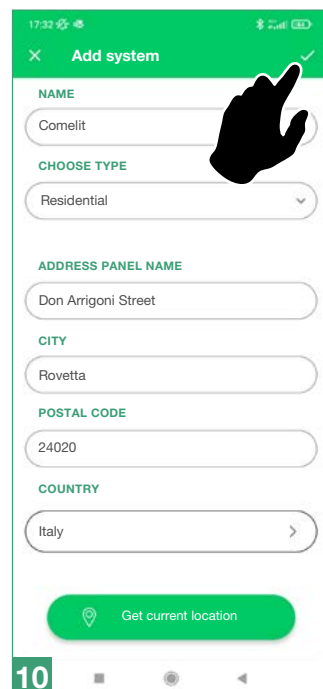 17:32
Add system
NAME
Comelit
CHOOSE TYPE
Residential
ADDRESS PANEL NAME
Don Arrigoni Street
CITY
Rovetta
POSTAL CODE
24020
COUNTRY
Italy
Get current location
10